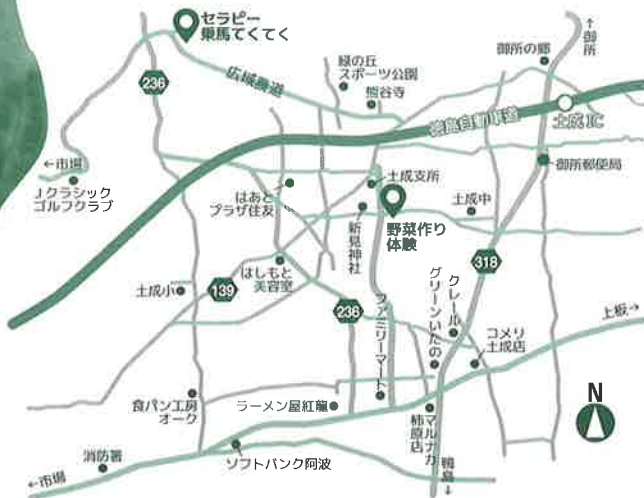 セラピー
乗馬てくてく
↑御所
御所の郷
236
広域農道
緑の丘
スポーツ公園
熊谷寺
徳島自動車道
土成IC
←市場
Jクラシック
ゴルフクラブ
はあと
プラザ住友
土成支所
御所郵便局
土成中
新見神社
野菜作り
体験
はしもと
美容室
318
土成小
139
236
ファミリーマート
グリーンいたの
クレール
上板→
コメリ
土成店
食パン工房
オーク
ラーメン屋紅龍
マルナカ
柿原店
N
消防署
ソフトバンク阿波
←市場
鴨島↓